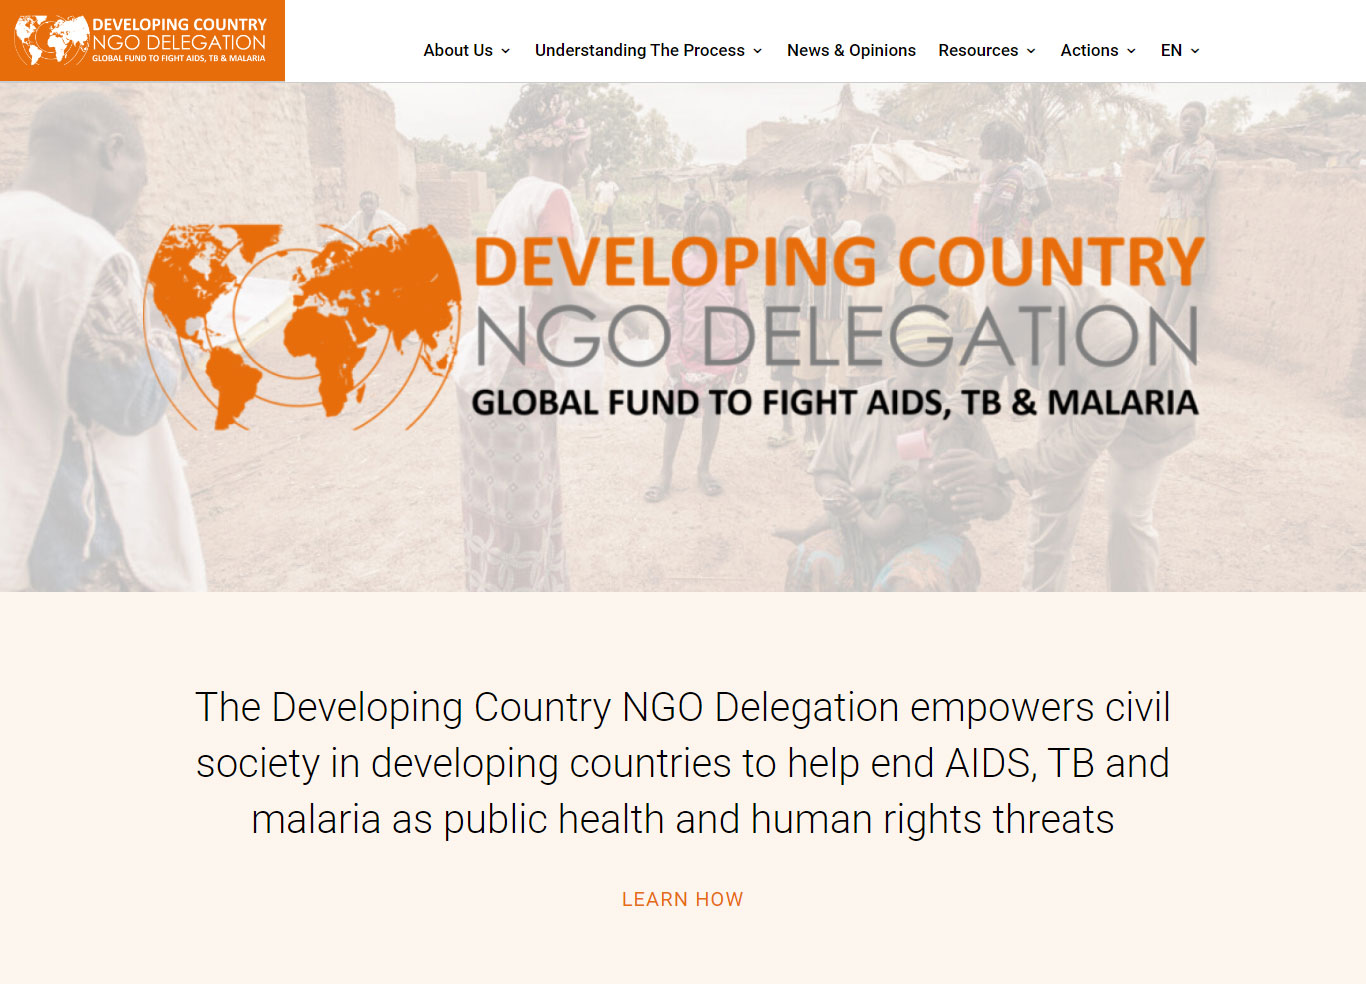 DEVELOPING COUNTRY
NGO DELEGATION
GLOBAL FUND TO FIGHT AIDS, TB & MALARIA
About Us
Understanding The Process
News & Opinions
Resources
Actions
EN
DEVELOPING COUNTRY
NGO DELEGATION
GLOBAL FUND TO FIGHT AIDS, TB & MALARIA
The Developing Country NGO Delegation empowers civil
society in developing countries to help end AIDS, TB and
malaria as public health and human rights threats
LEARN HOW